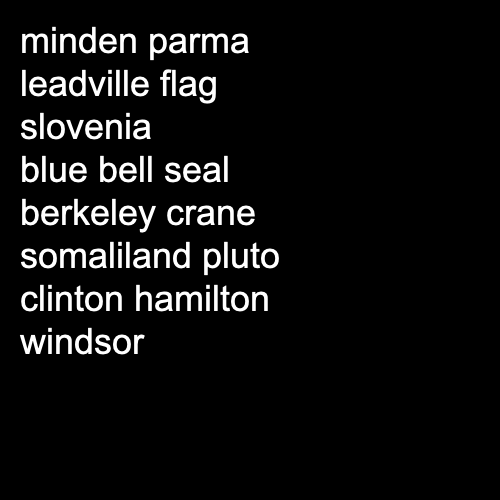 minden parma
leadville flag
slovenia
blue bell seal
berkeley crane
somaliland pluto
clinton hamilton
windsor